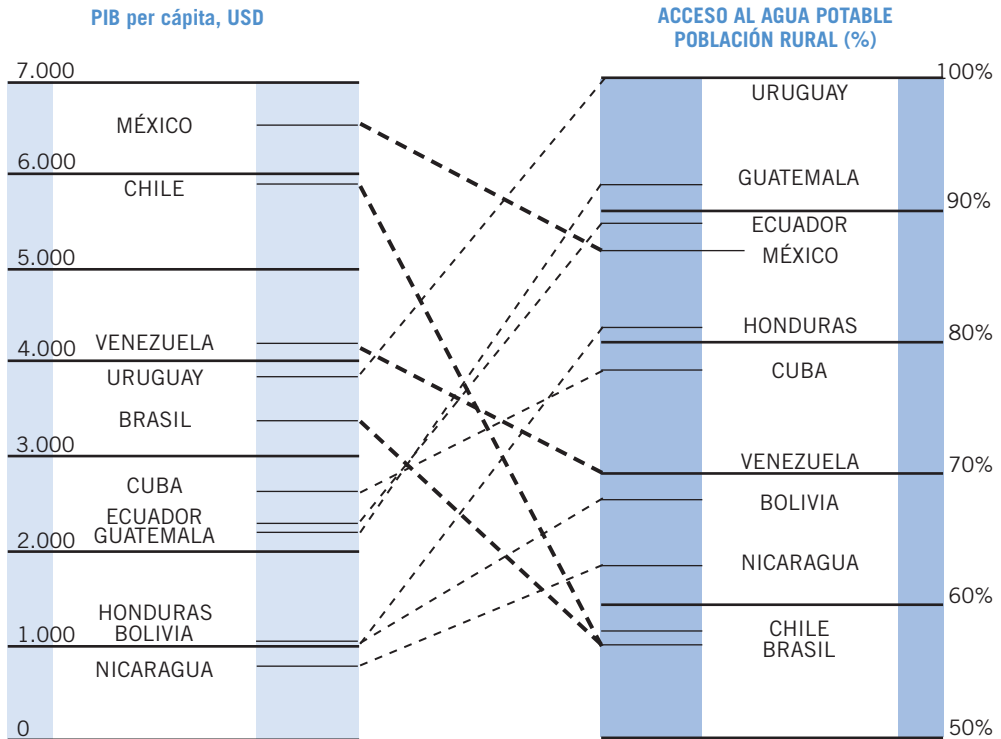 PIB per cápita, USD
7.000
MÉXICO
6.000
CHILE
5.000
VENEZUELA
4.000
URUGUAY
BRASIL
3.000
CUBA
ECUADOR
GUATEMALA
2.000
HONDURAS
1.000
BOLIVIA
NICARAGUA
0
ACCESO AL AGUA POTABLE
POBLACIÓN RURAL (%)
100%
URUGUAY
GUATEMALA
90%
ECUADOR
MÉXICO
HONDURAS
80%
CUBA
VENEZUELA
70%
BOLIVIA
NICARAGUA
60%
CHILE
BRASIL
50%